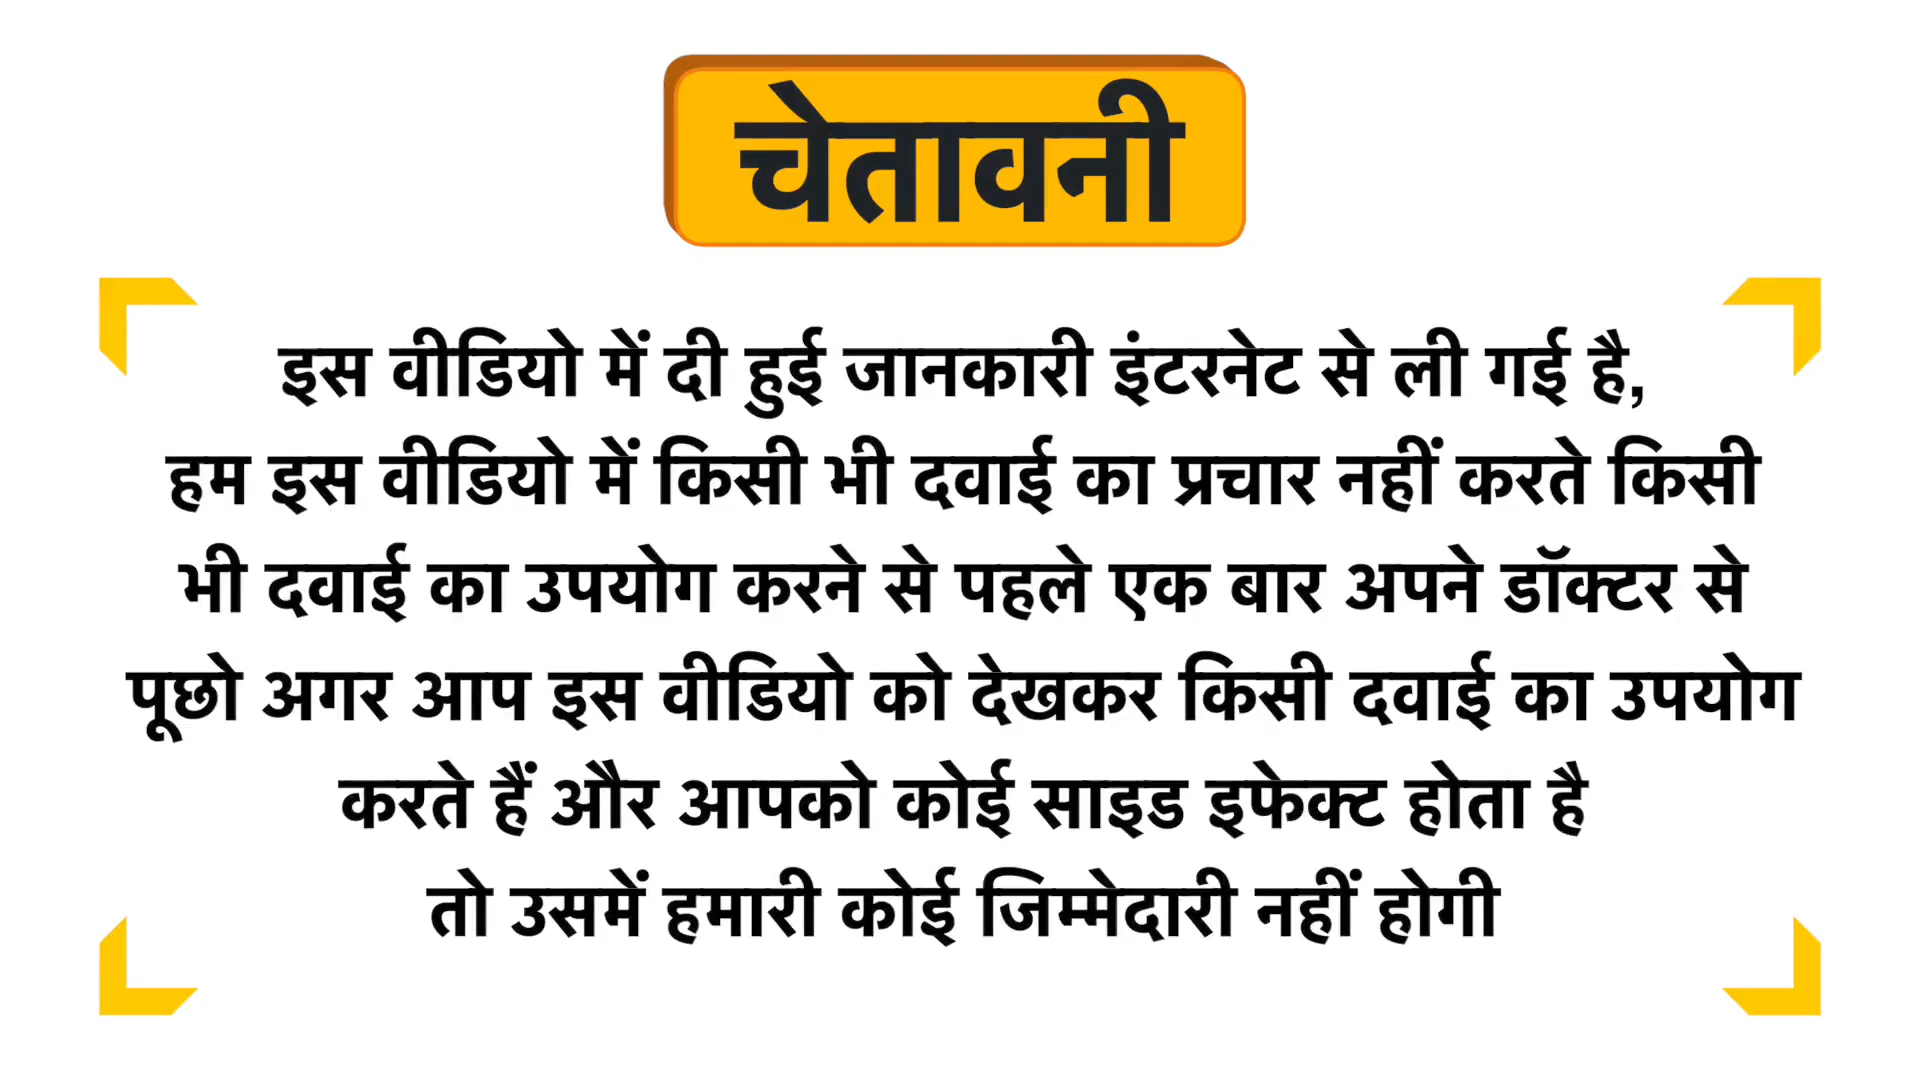 चेतावनी
इस वीडियो में दी हुई जानकारी इंटरनेट से ली गई है,
हम इस वीडियो में किसी भी दवाई का प्रचार नहीं करते किसी
भी दवाई का उपयोग करने से पहले एक बार अपने डॉक्टर से
पूछो अगर आप इस वीडियो को देखकर किसी दवाई का उपयोग
करते हैं और आपको कोई साइड इफेक्ट होता है
तो उसमें हमारी कोई जिम्मेदारी नहीं होगी